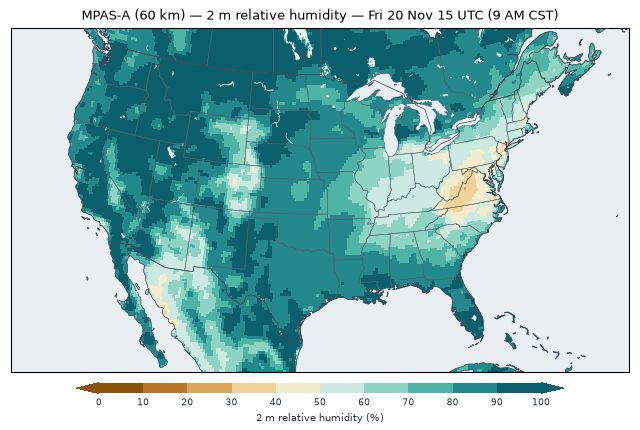 MPAS-A (60 km) — 2 m relative humidity — Fri 20 Nov 15 UTC (9 AM CST)
0 10 20 30 40 50 60 70 80 90 100
2 m relative humidity (%)